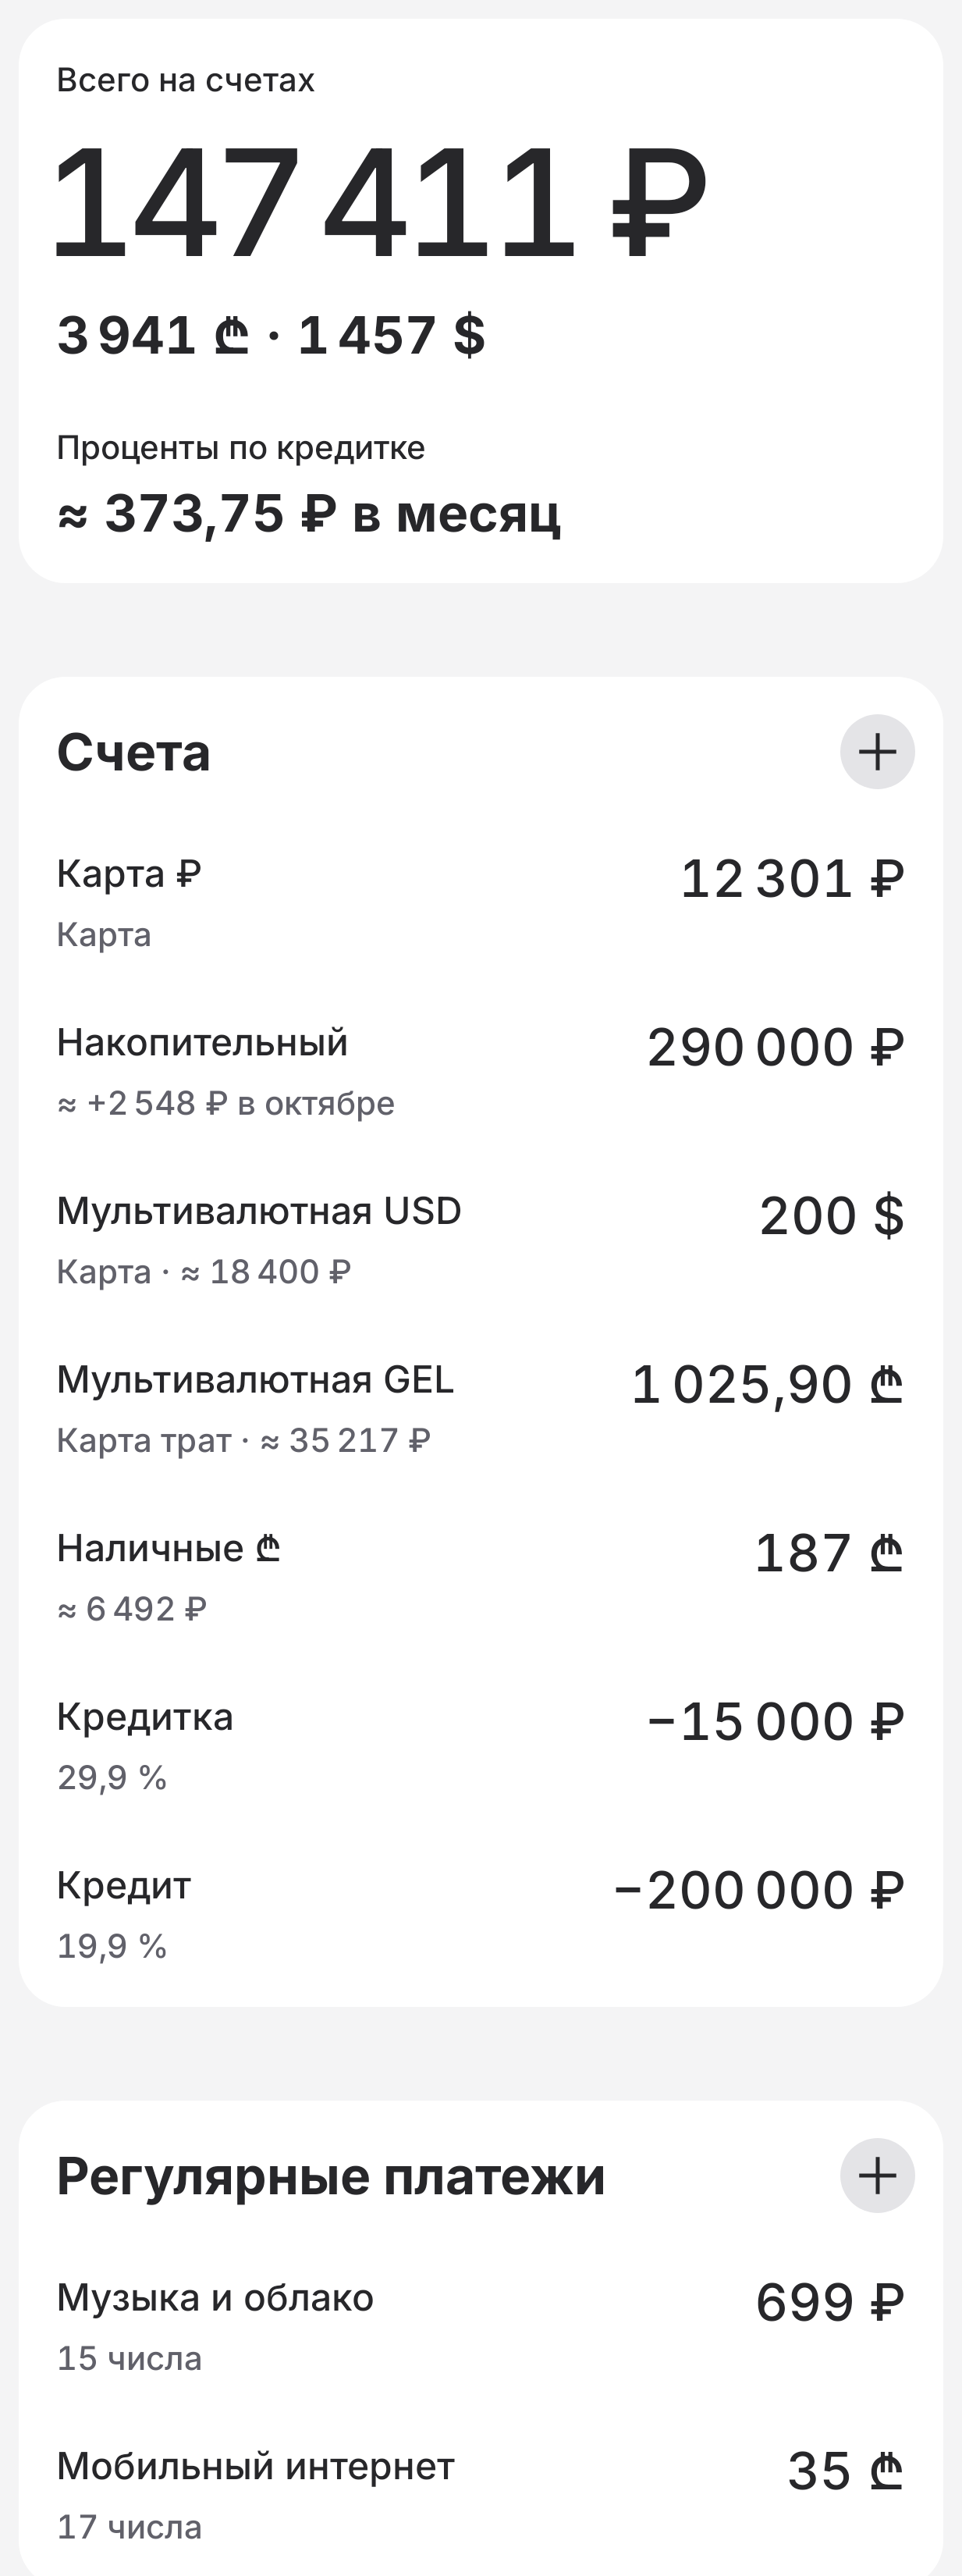 Всего на счетах
147 411 ₽
3 941 ₾ · 1 457 $
Проценты по кредитке
≈ 373,75 ₽ в месяц
Счета
Карта ₽
12 301 ₽
Карта
Накопительный
290 000 ₽
≈ +2 548 ₽ в октябре
Мультивалютная USD
200 $
Карта · ≈ 18 400 ₽
Мультивалютная GEL
1 025,90 ₾
Карта трат · ≈ 35 217 ₽
Наличные ₾
187 ₾
≈ 6 492 ₽
Кредитка
−15 000 ₽
29,9 %
Кредит
−200 000 ₽
19,9 %
Регулярные платежи
Музыка и облако
699 ₽
15 числа
Мобильный интернет
35 ₾
17 числа